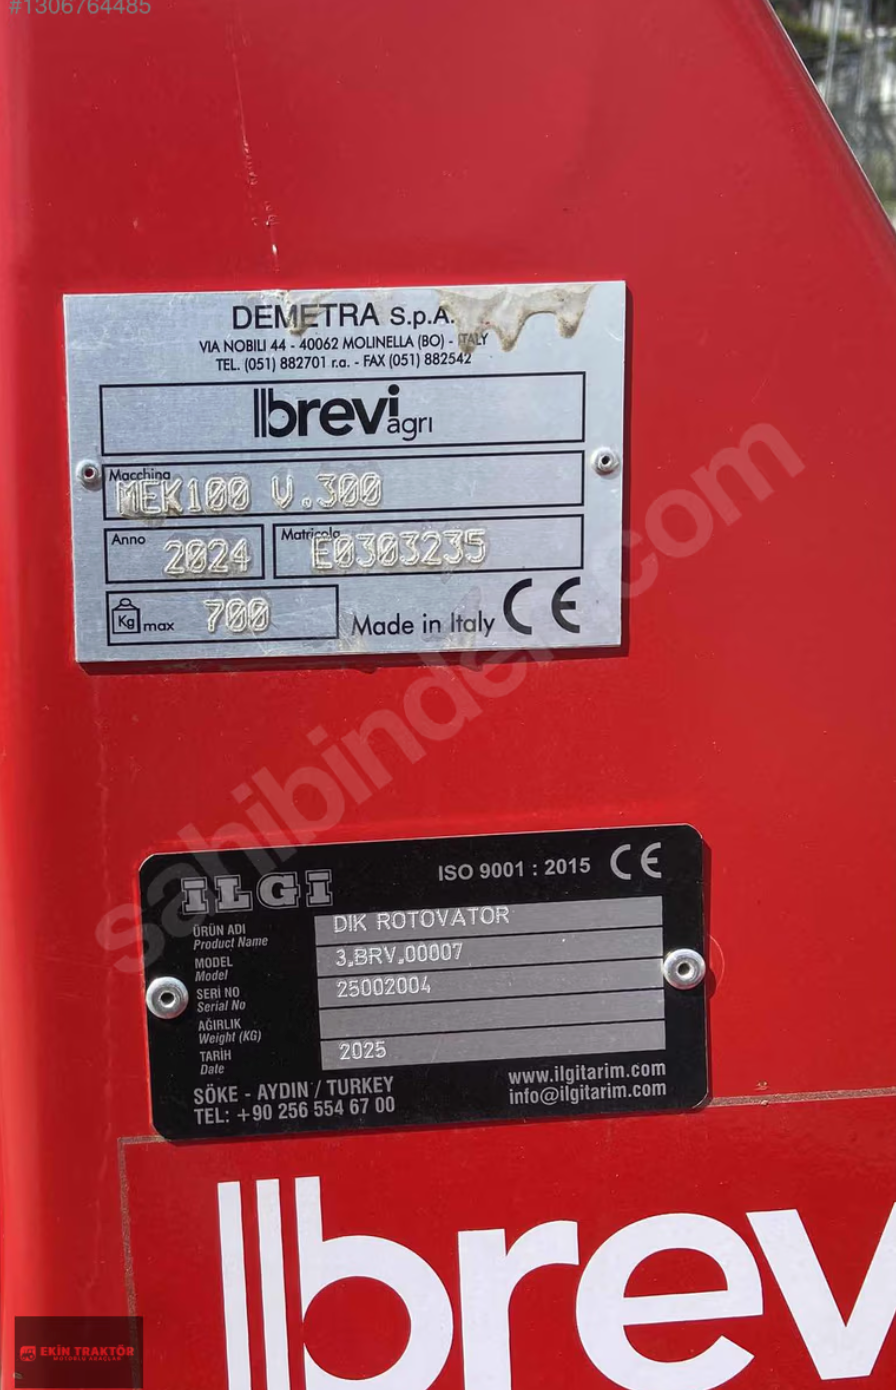 #1306764485
DEMETRA S.p.A.
VIA NOBILI 44 - 40062 MOLINELLA (BO) - ITALY
TEL. (051) 882701 r.a. - FAX (051) 882542
brevi agri
Macchina
MEK100 V.300
Anno 2024 Matricola E0303235
Kg max 700 Made in Italy CE
sahibinden.com
ILGI ISO 9001 : 2015 CE
ÜRÜN ADI DIK ROTOVATOR
Product Name
MODEL 3.BRV.00007
Model
SERİ NO 25002004
Serial No
AĞIRLIK
Weight (KG)
TARİH 2025
Date
SÖKE - AYDIN / TURKEY www.ilgitarim.com
TEL: +90 256 554 67 00 info@ilgitarim.com
brev
EKİN TRAKTÖR
MOTORLU ARAÇLAR